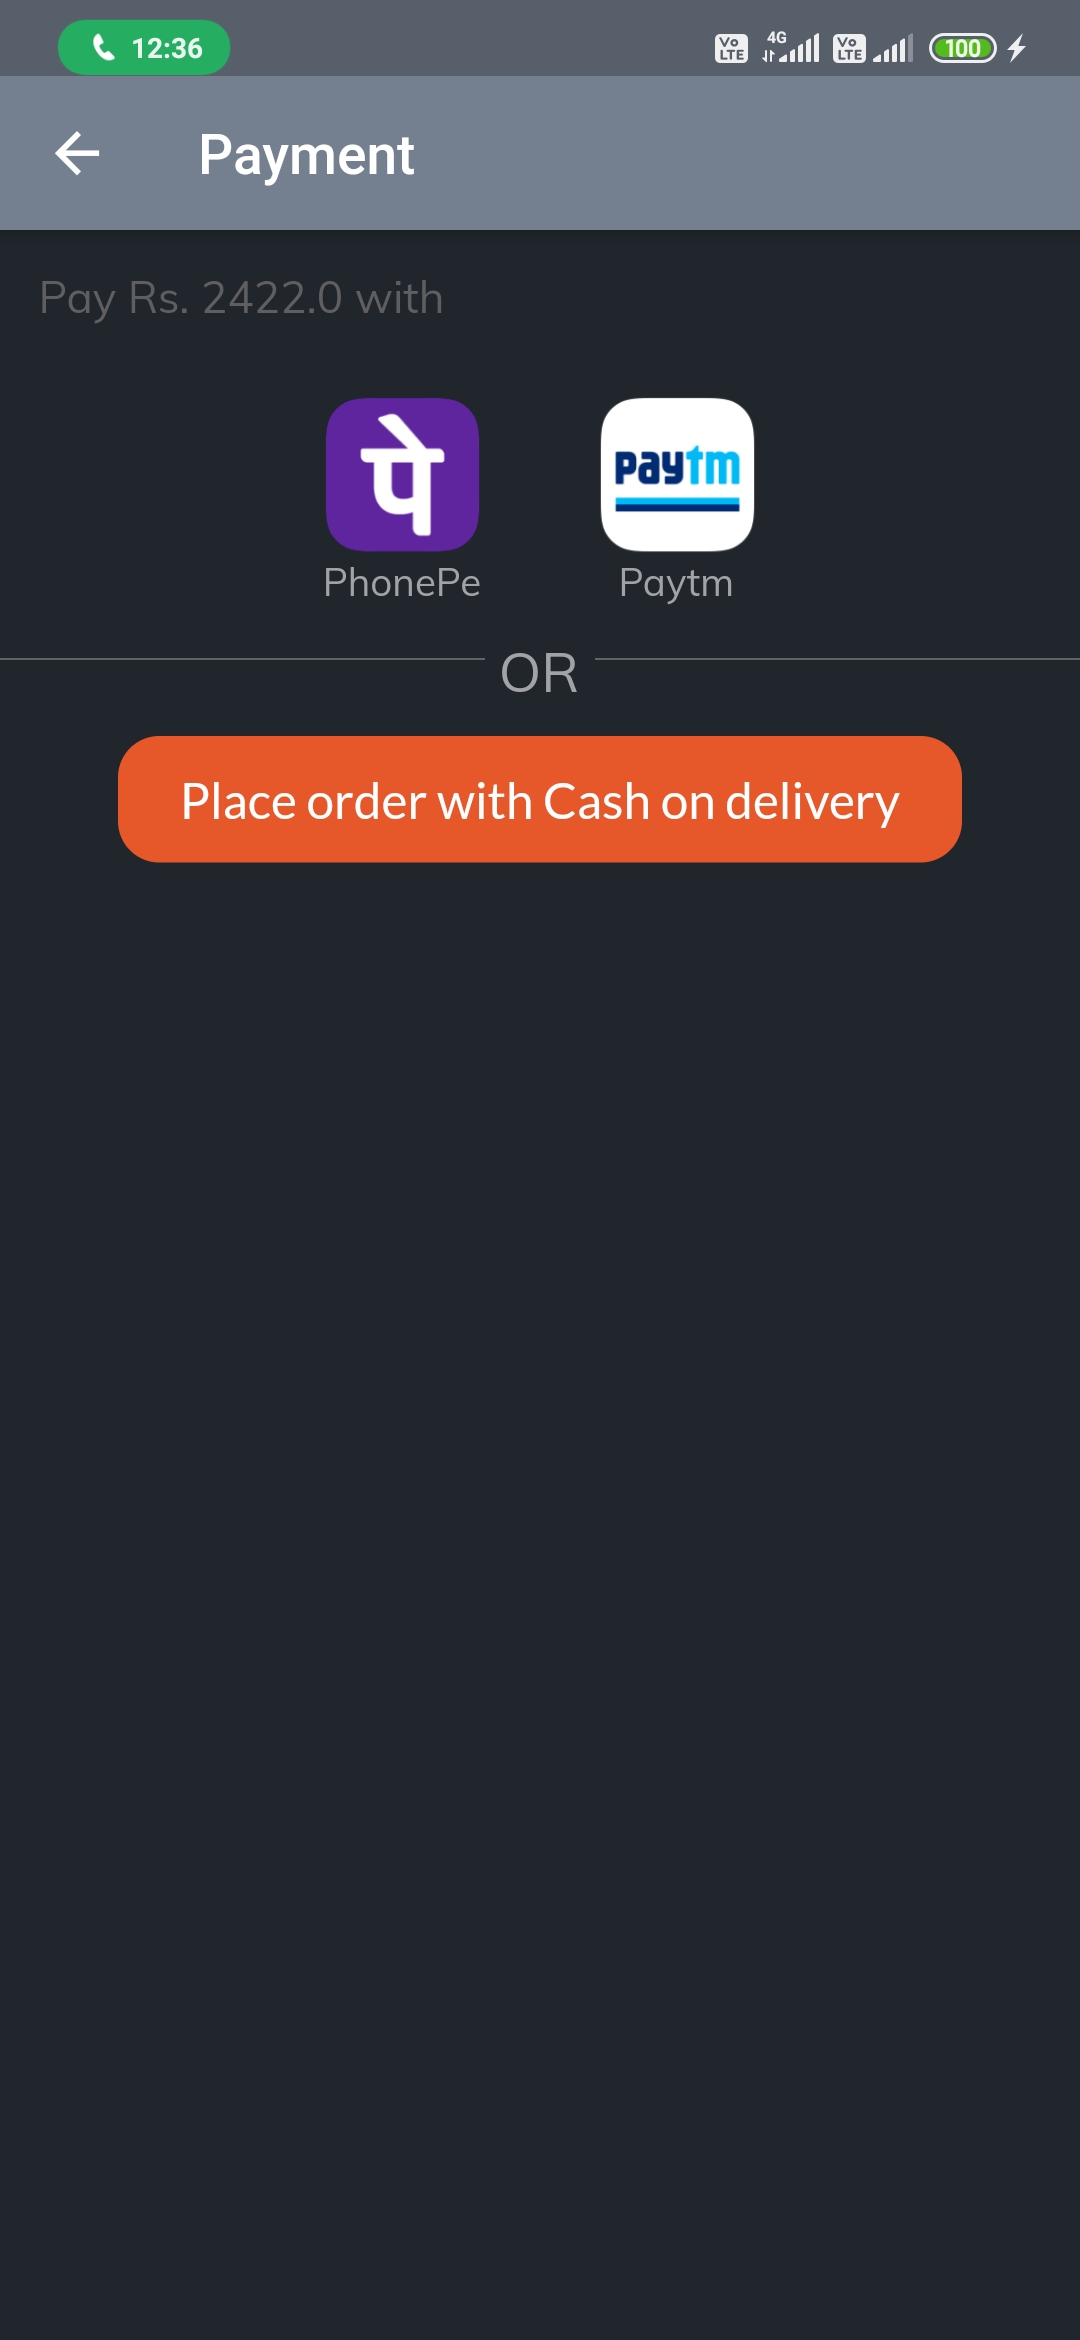 12:36
Vo LTE 4G Vo LTE 100
Payment
Pay Rs. 2422.0 with
पे
paytm
PhonePe
Paytm
OR
Place order with Cash on delivery